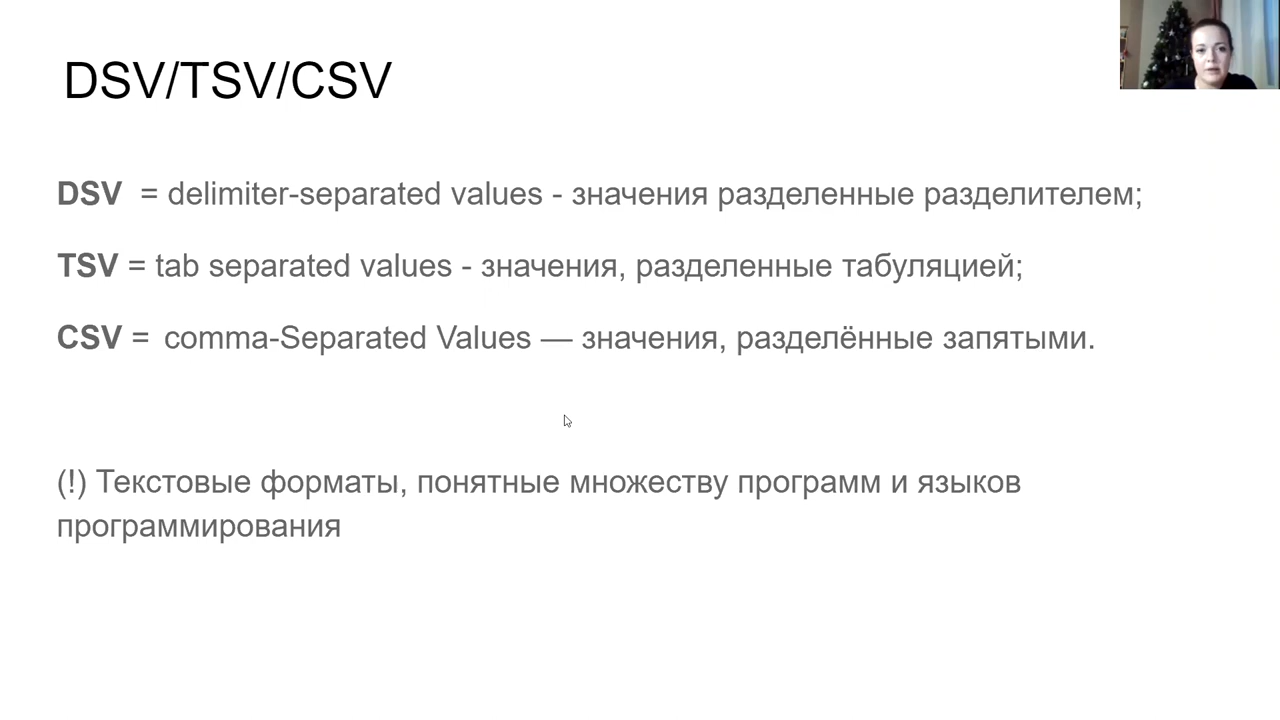 DSV/TSV/CSV
DSV = delimiter-separated values - значения разделенные разделителем;
TSV = tab separated values - значения, разделенные табуляцией;
CSV = comma-Separated Values — значения, разделённые запятыми.
(!) Текстовые форматы, понятные множеству программ и языков
программирования